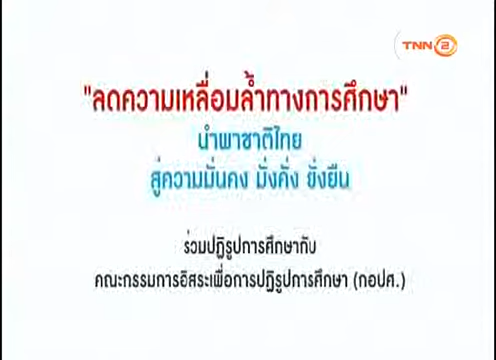 TNN 2
"ลดความเหลื่อมล้ำทางการศึกษา"
นำพาชาติไทย
สู่ความมั่นคง มั่งคั่ง ยั่งยืน
ร่วมปฏิรูปการศึกษากับ
คณะกรรมการอิสระเพื่อการปฏิรูปการศึกษา (กอปศ.)